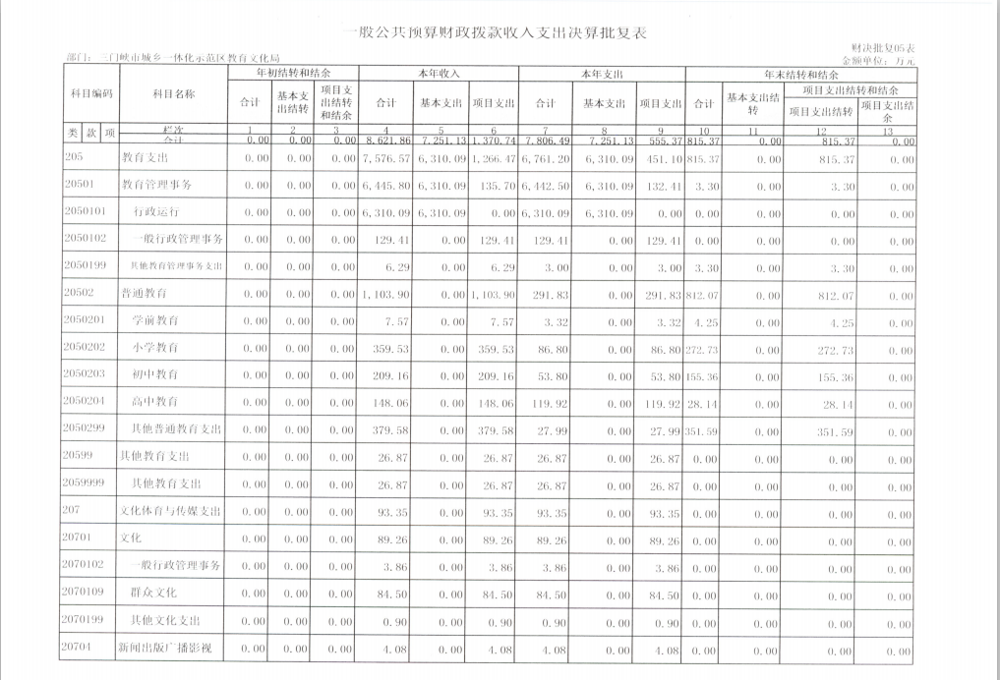 一般公共预算财政拨款收入支出决算批复表
财决批复05表
部门: 三门峡市城乡一体化示范区教育文化局 金额单位: 万元
科目编码 科目名称 年初结转和结余 本年收入 本年支出 年末结转和结余
合计 基本支出结转 项目支出结转和结余 合计 基本支出 项目支出 合计 基本支出 项目支出 合计 基本支出结转 项目支出结转和结余
项目支出结转 项目支出结余
类 款 项 栏次 1 2 3 4 5 6 7 8 9 10 11 12 13
合计 0.00 0.00 0.00 8,621.86 7,251.13 1,370.74 7,806.49 7,251.13 555.37 815.37 0.00 815.37 0.00
205 教育支出 0.00 0.00 0.00 7,576.57 6,310.09 1,266.47 6,761.20 6,310.09 451.10 815.37 0.00 815.37 0.00
20501 教育管理事务 0.00 0.00 0.00 6,445.80 6,310.09 135.70 6,442.50 6,310.09 132.41 3.30 0.00 3.30 0.00
2050101 行政运行 0.00 0.00 0.00 6,310.09 6,310.09 0.00 6,310.09 6,310.09 0.00 0.00 0.00 0.00 0.00
2050102 一般行政管理事务 0.00 0.00 0.00 129.41 0.00 129.41 129.41 0.00 129.41 0.00 0.00 0.00 0.00
2050199 其他教育管理事务支出 0.00 0.00 0.00 6.29 0.00 6.29 3.00 0.00 3.00 3.30 0.00 3.30 0.00
20502 普通教育 0.00 0.00 0.00 1,103.90 0.00 1,103.90 291.83 0.00 291.83 812.07 0.00 812.07 0.00
2050201 学前教育 0.00 0.00 0.00 7.57 0.00 7.57 3.32 0.00 3.32 4.25 0.00 4.25 0.00
2050202 小学教育 0.00 0.00 0.00 359.53 0.00 359.53 86.80 0.00 86.80 272.73 0.00 272.73 0.00
2050203 初中教育 0.00 0.00 0.00 209.16 0.00 209.16 53.80 0.00 53.80 155.36 0.00 155.36 0.00
2050204 高中教育 0.00 0.00 0.00 148.06 0.00 148.06 119.92 0.00 119.92 28.14 0.00 28.14 0.00
2050299 其他普通教育支出 0.00 0.00 0.00 379.58 0.00 379.58 27.99 0.00 27.99 351.59 0.00 351.59 0.00
20599 其他教育支出 0.00 0.00 0.00 26.87 0.00 26.87 26.87 0.00 26.87 0.00 0.00 0.00 0.00
2059999 其他教育支出 0.00 0.00 0.00 26.87 0.00 26.87 26.87 0.00 26.87 0.00 0.00 0.00 0.00
207 文化体育与传媒支出 0.00 0.00 0.00 93.35 0.00 93.35 93.35 0.00 93.35 0.00 0.00 0.00 0.00
20701 文化 0.00 0.00 0.00 89.26 0.00 89.26 89.26 0.00 89.26 0.00 0.00 0.00 0.00
2070102 一般行政管理事务 0.00 0.00 0.00 3.86 0.00 3.86 3.86 0.00 3.86 0.00 0.00 0.00 0.00
2070109 群众文化 0.00 0.00 0.00 84.50 0.00 84.50 84.50 0.00 84.50 0.00 0.00 0.00 0.00
2070199 其他文化支出 0.00 0.00 0.00 0.90 0.00 0.90 0.90 0.00 0.90 0.00 0.00 0.00 0.00
20704 新闻出版广播影视 0.00 0.00 0.00 4.08 0.00 4.08 4.08 0.00 4.08 0.00 0.00 0.00 0.00